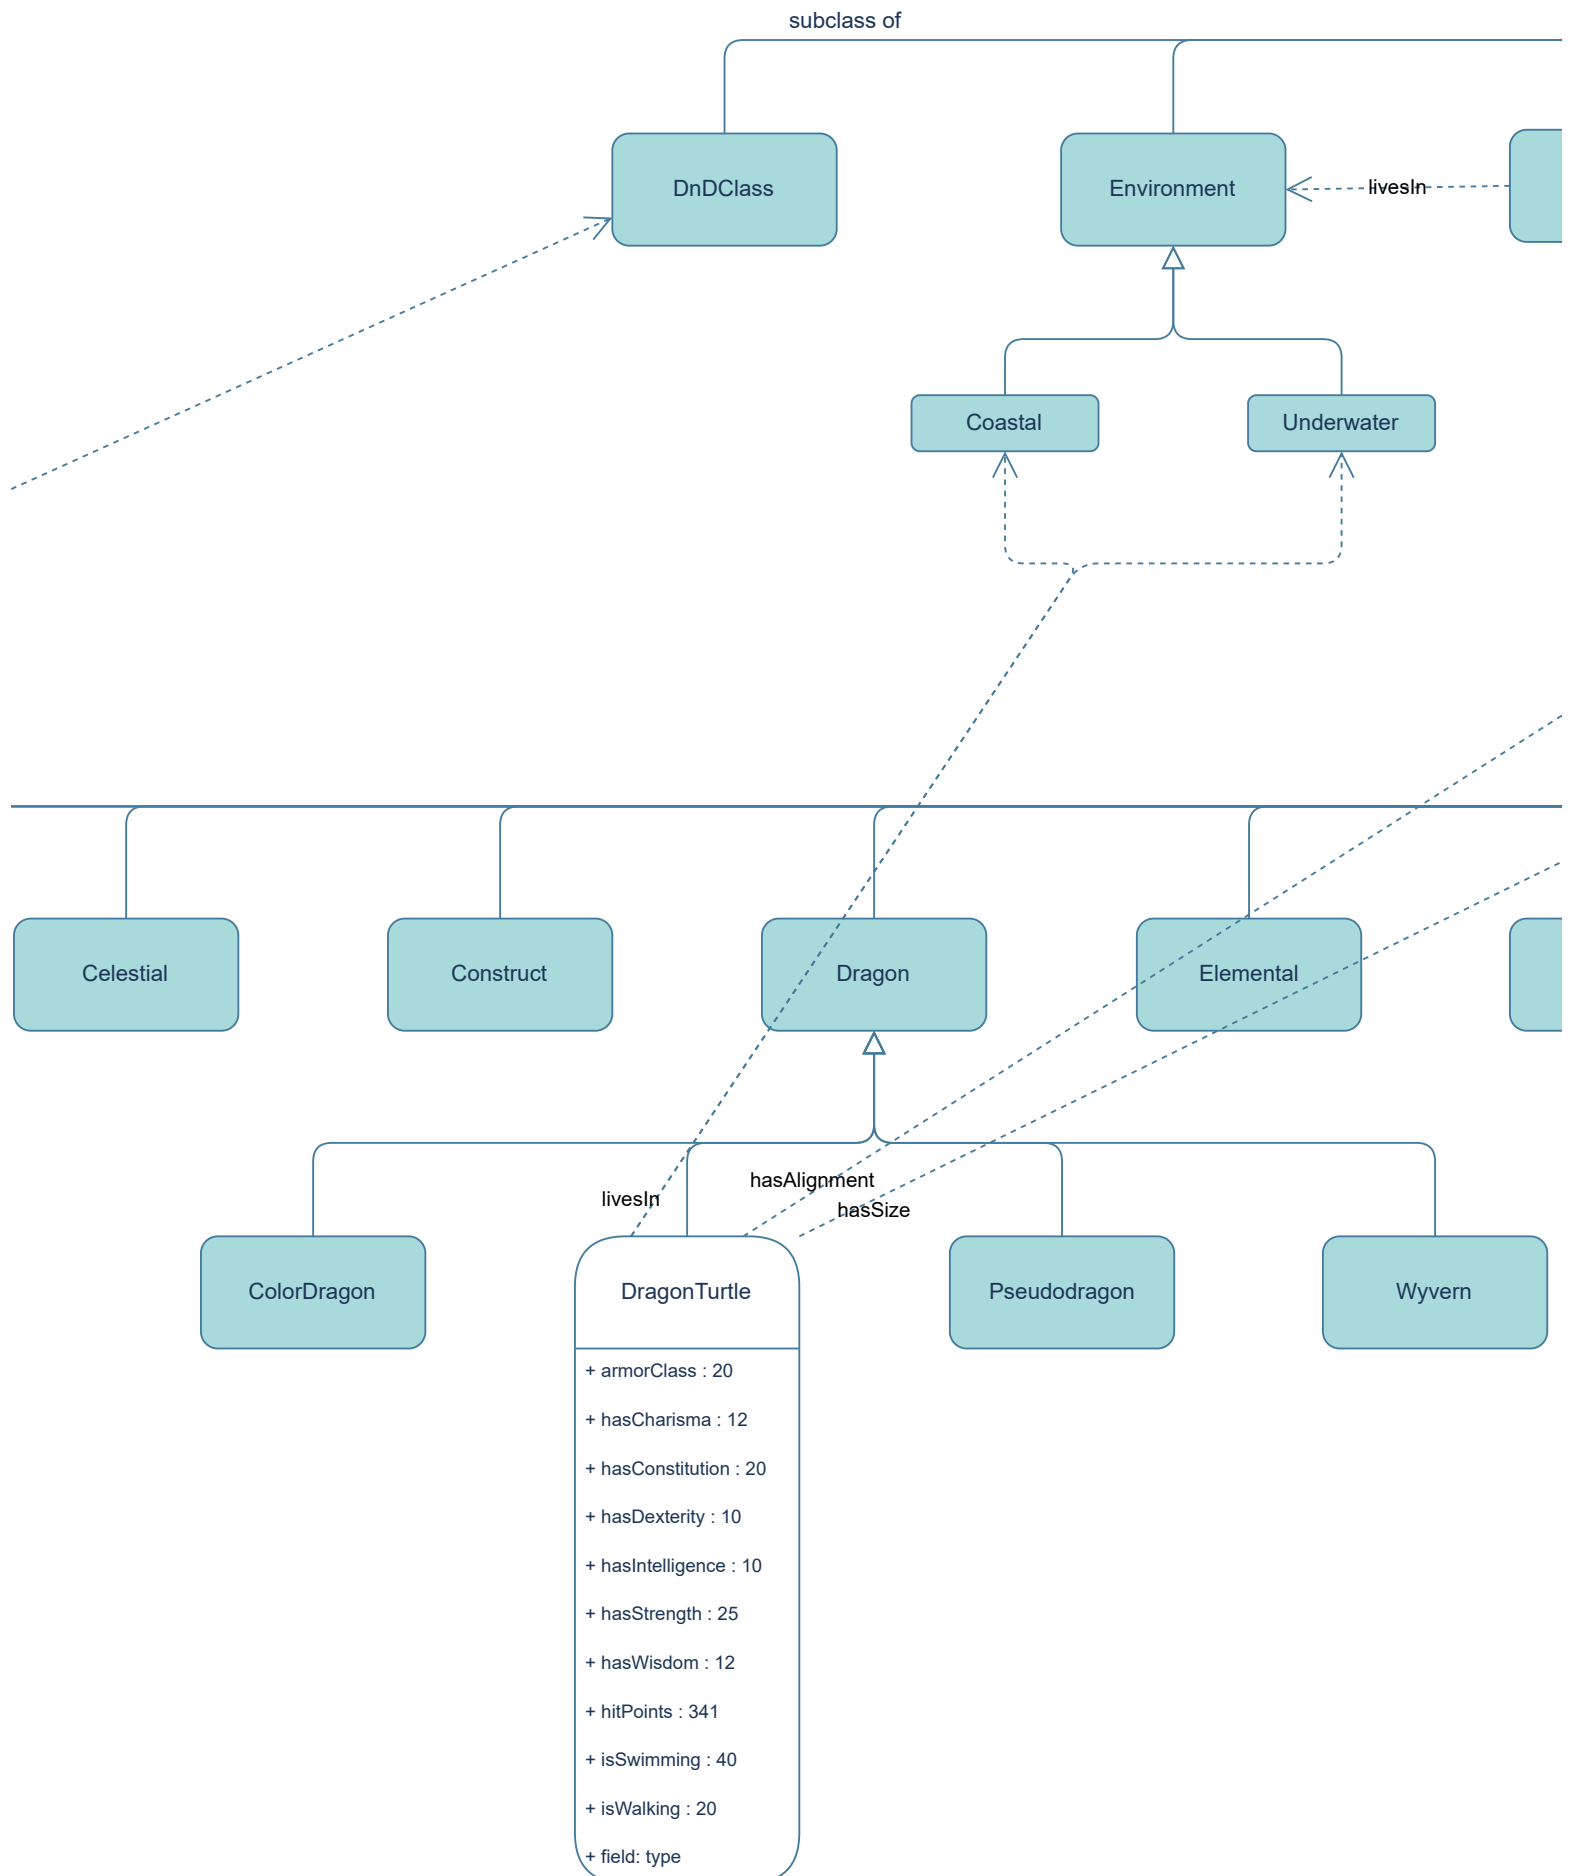 subclass of
DnDClass
Environment
livesIn
Coastal
Underwater
Celestial
Construct
Dragon
Elemental
hasAlignment
livesIn
hasSize
ColorDragon
DragonTurtle
Pseudodragon
Wyvern
+ armorClass : 20
+ hasCharisma : 12
+ hasConstitution : 20
+ hasDexterity : 10
+ hasIntelligence : 10
+ hasStrength : 25
+ hasWisdom : 12
+ hitPoints : 341
+ isSwimming : 40
+ isWalking : 20
+ field: type